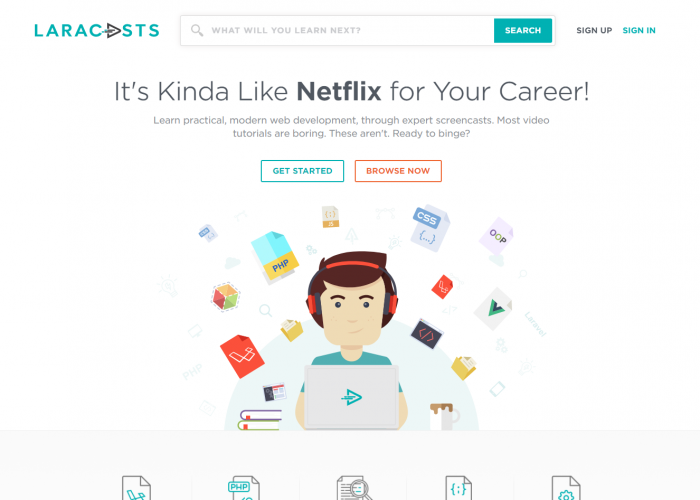 LARACASTS
WHAT WILL YOU LEARN NEXT?
SEARCH
SIGN UP
SIGN IN
It's Kinda Like Netflix for Your Career!
Learn practical, modern web development, through expert screencasts. Most video
tutorials are boring. These aren't. Ready to binge?
GET STARTED
BROWSE NOW
CSS
{...}
OOP
PHP
Laravel
PHP
PHP
{;}